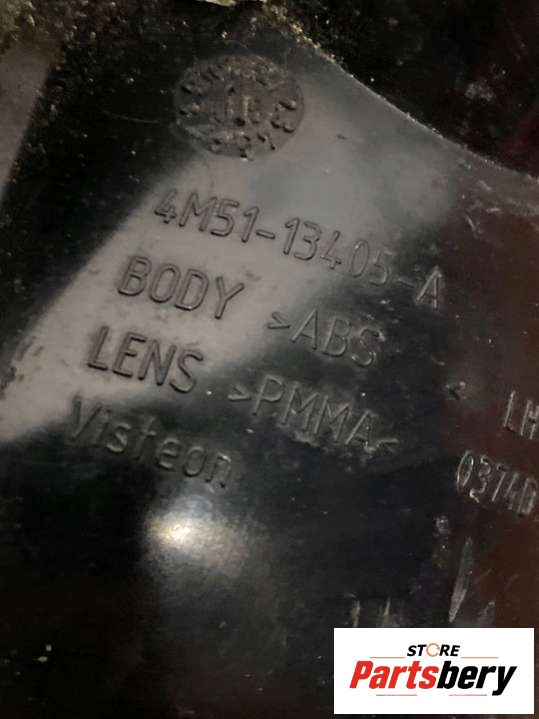 4M51-13405-A
BODY >ABS <
LENS >PMMA<
Visteon
LH
0374D
STORE
Partsbery